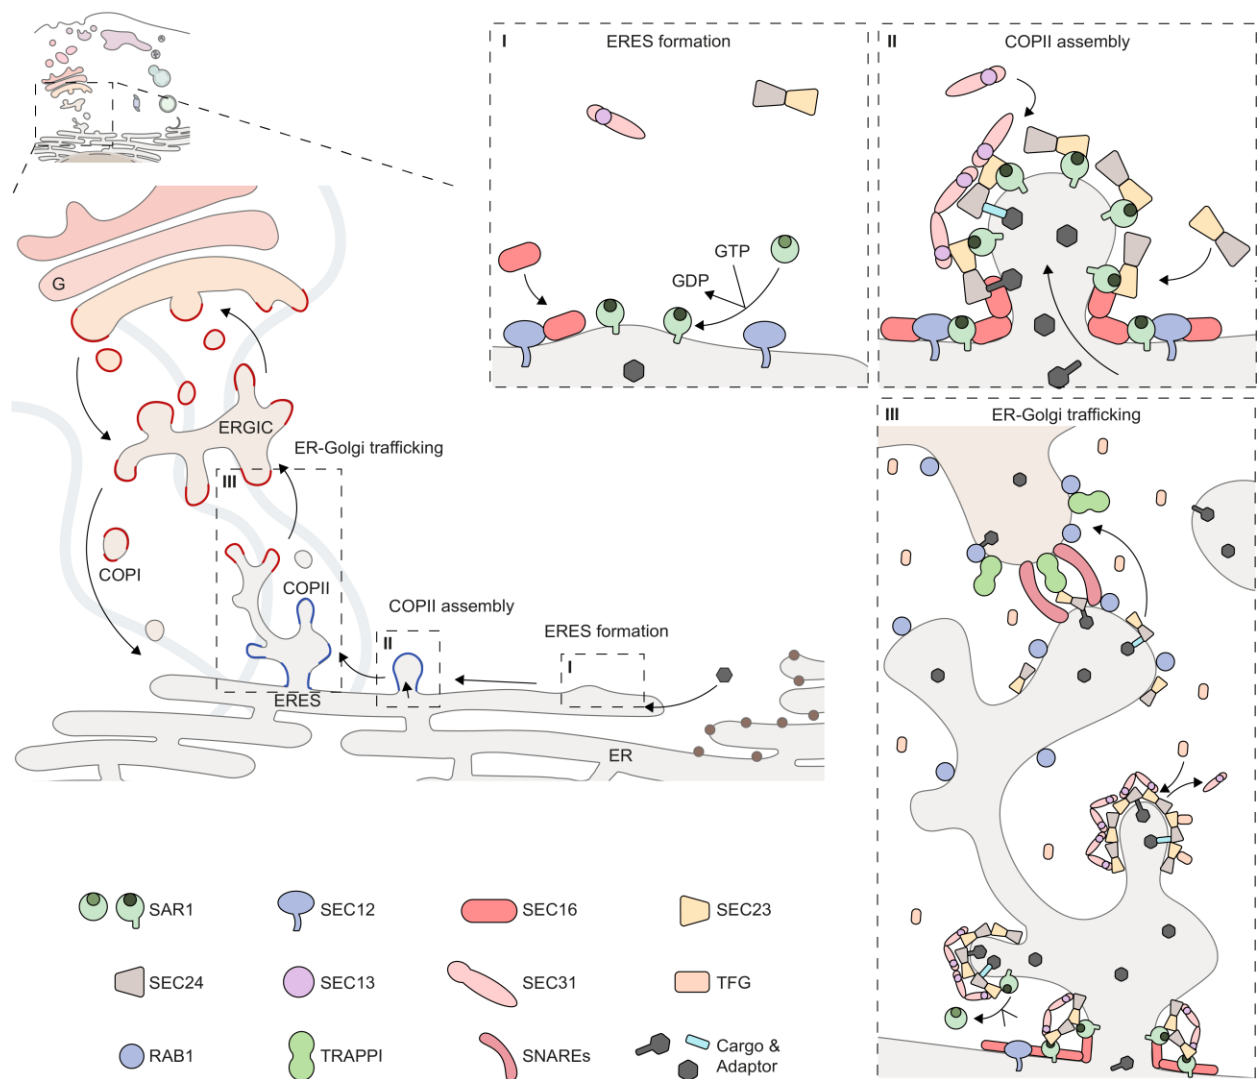 I
ERES formation
GTP
GDP
II
COPII assembly
G
ERGIC
ER-Golgi trafficking
III
COPI
COPII
COPII assembly
II
ERES formation
I
ERES
ER
III
ER-Golgi trafficking
SAR1
SEC12
SEC16
SEC23
SEC24
SEC13
SEC31
TFG
RAB1
TRAPPI
SNAREs
Cargo &
Adaptor